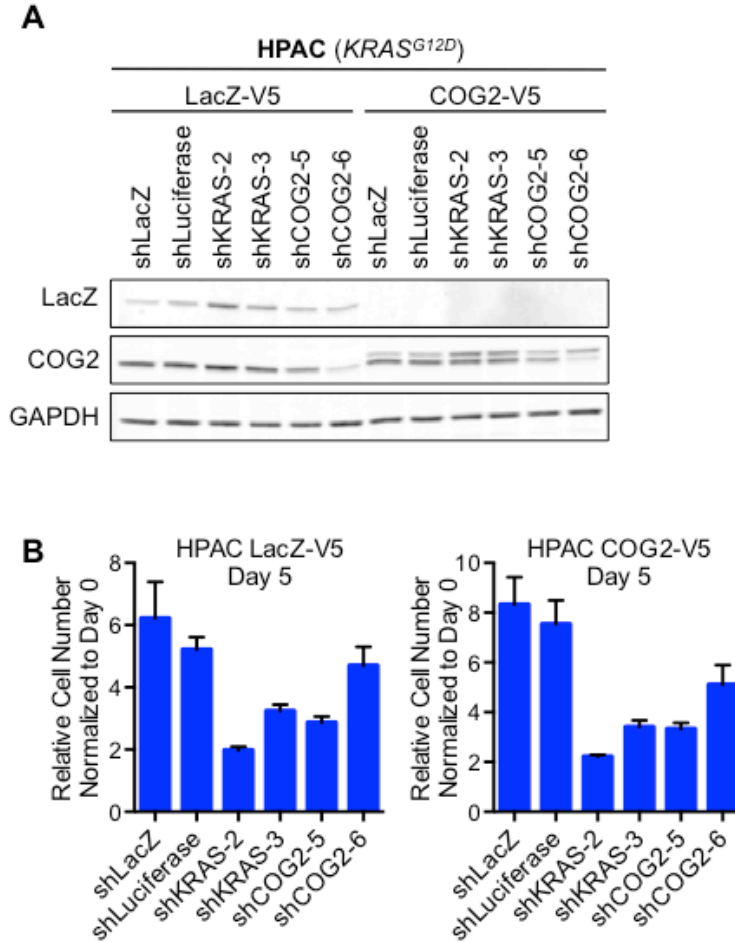 A
HPAC (KRASG12D)
LacZ-V5 COG2-V5
shLacZ shLuciferase shKRAS-2 shKRAS-3 shCOG2-5 shCOG2-6 shLacZ shLuciferase shKRAS-2 shKRAS-3 shCOG2-5 shCOG2-6
LacZ
COG2
GAPDH
B
HPAC LacZ-V5
Day 5
Relative Cell Number
Normalized to Day 0
8
6
4
2
0
shLacZ shLuciferase shKRAS-2 shKRAS-3 shCOG2-5 shCOG2-6
HPAC COG2-V5
Day 5
Relative Cell Number
Normalized to Day 0
10
8
6
4
2
0
shLacZ shLuciferase shKRAS-2 shKRAS-3 shCOG2-5 shCOG2-6